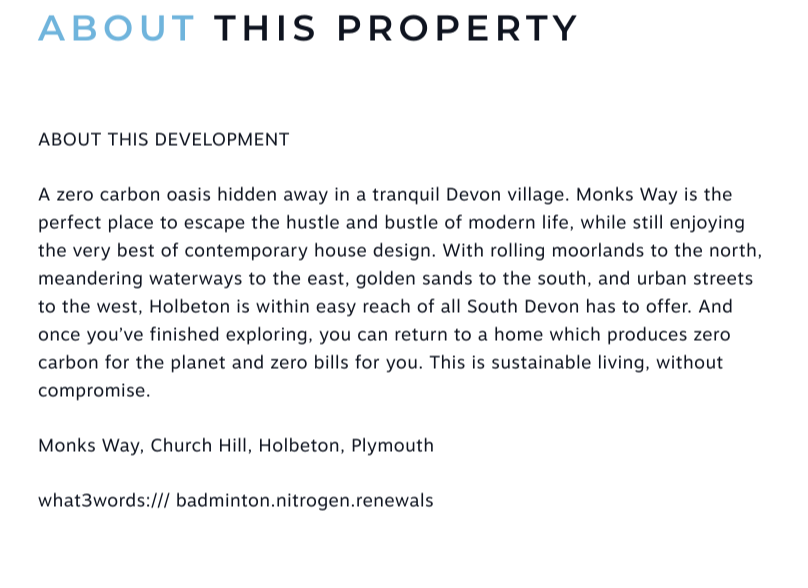 ABOUT THIS PROPERTY
ABOUT THIS DEVELOPMENT
A zero carbon oasis hidden away in a tranquil Devon village. Monks Way is the
perfect place to escape the hustle and bustle of modern life, while still enjoying
the very best of contemporary house design. With rolling moorlands to the north,
meandering waterways to the east, golden sands to the south, and urban streets
to the west, Holbeton is within easy reach of all South Devon has to offer. And
once you’ve finished exploring, you can return to a home which produces zero
carbon for the planet and zero bills for you. This is sustainable living, without
compromise.
Monks Way, Church Hill, Holbeton, Plymouth
what3words:/// badminton.nitrogen.renewals